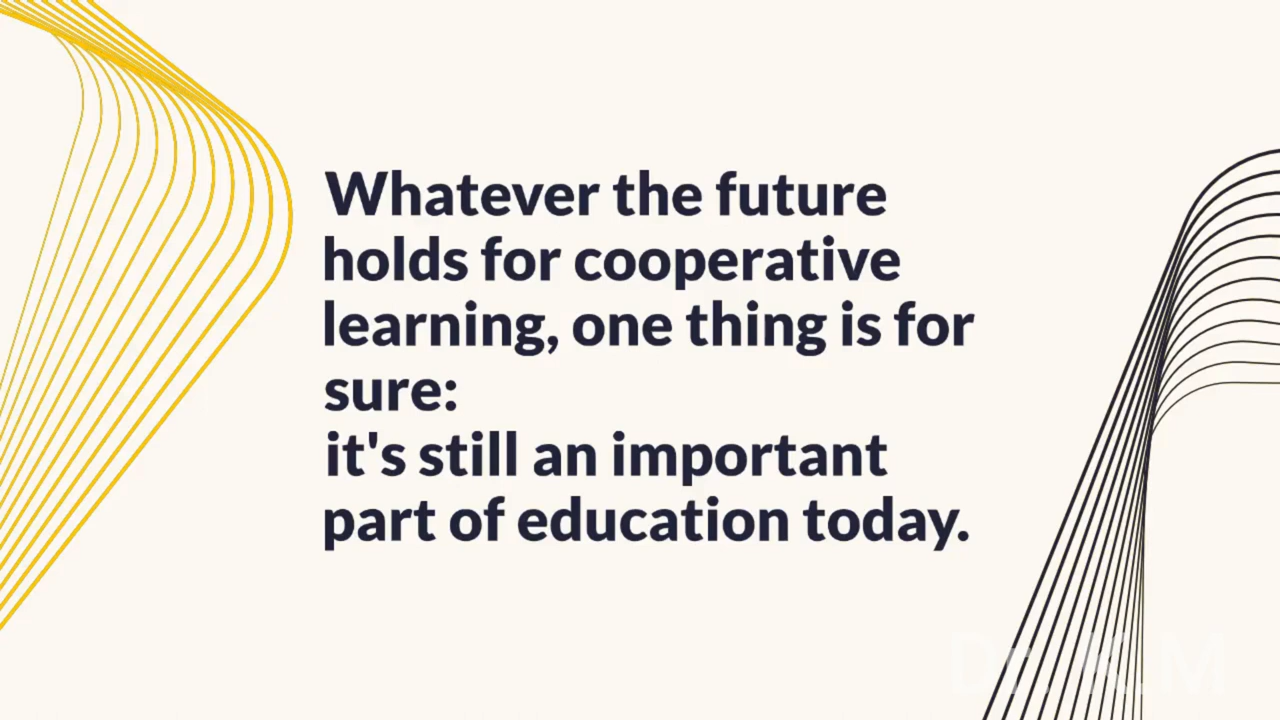 Whatever the future
holds for cooperative
learning, one thing is for
sure:
it's still an important
part of education today.
Dr. K.M